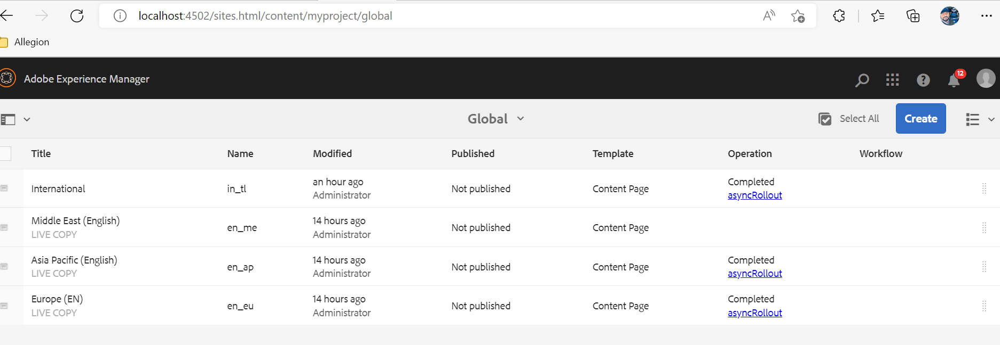 localhost:4502/sites.html/content/myproject/global
Allegion
Adobe Experience Manager
12
Global
Select All
Create
Title Name Modified Published Template Operation Workflow
International in_tl an hour ago Administrator Not published Content Page Completed asyncRollout
Middle East (English) LIVE COPY en_me 14 hours ago Administrator Not published Content Page
Asia Pacific (English) LIVE COPY en_ap 14 hours ago Administrator Not published Content Page Completed asyncRollout
Europe (EN) LIVE COPY en_eu 14 hours ago Administrator Not published Content Page Completed asyncRollout